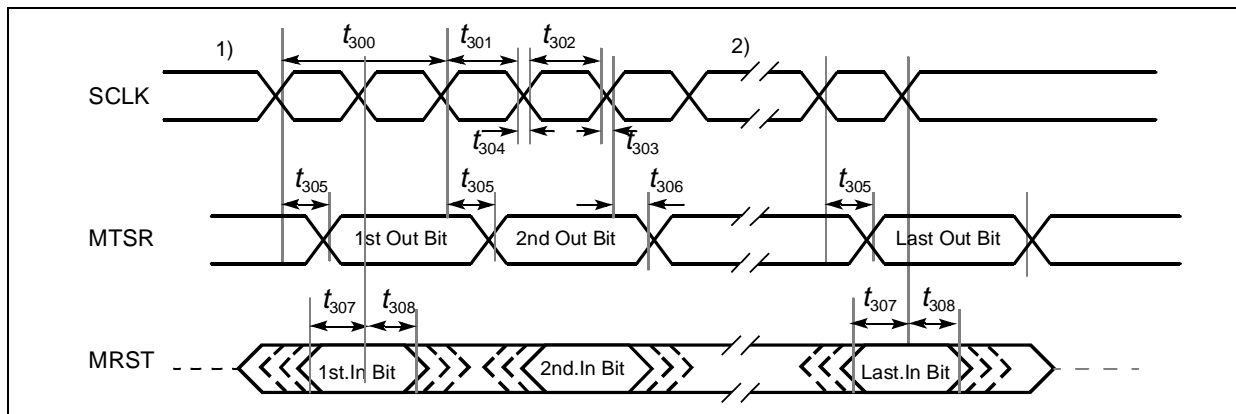 1) t300 t301 t302 2)
SCLK
t304 t303
t305 t305 t306 t305
MTSR 1st Out Bit 2nd Out Bit Last Out Bit
t307 t308 t307 t308
MRST 1st.In Bit 2nd.In Bit Last.In Bit